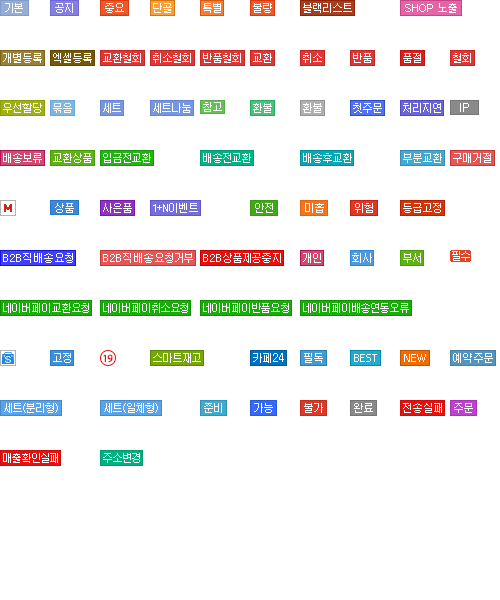 기본 공지 중요 단골 특별 불량 블랙리스트 SHOP 노출
개별등록 엑셀등록 교환철회 취소철회 반품철회 교환 취소 반품 품절 철회
우선할당 묶음 세트 세트나눔 참고 환불 환불 첫주문 처리지연 IP
배송보류 교환상품 입금전교환 배송전교환 배송후교환 부분교환 구매거절
M 상품 사은품 1+N이벤트 안전 미흡 위험 등급고정
B2B직배송요청 B2B직배송요청거부 B2B상품제공중지 개인 회사 부서 필수
네이버페이교환요청 네이버페이취소요청 네이버페이반품요청 네이버페이배송연동오류
S 고정 19 스마트재고 카페24 필독 BEST NEW 예약주문
세트(분리형) 세트(일체형) 준비 가능 불가 완료 전송실패 주문
매출확인실패 주소변경